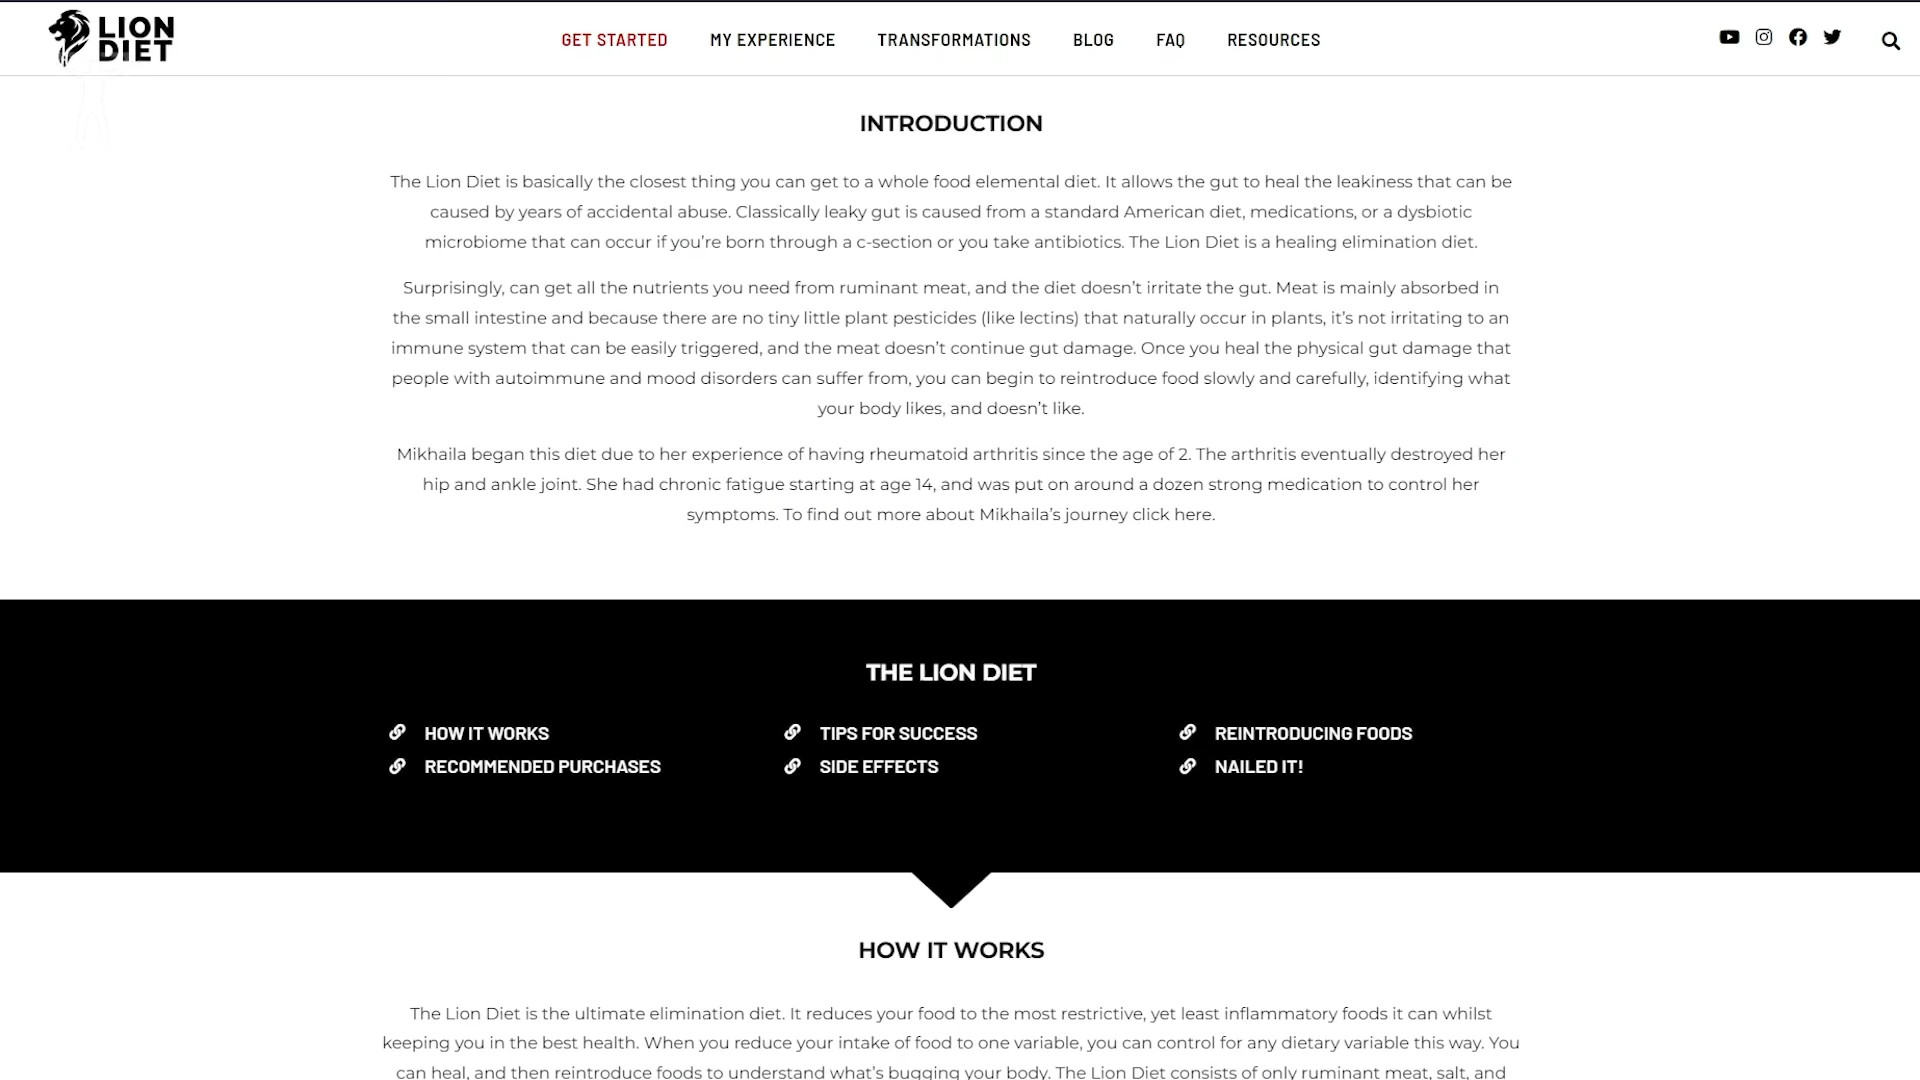 LION
DIET
GET STARTED
MY EXPERIENCE
TRANSFORMATIONS
BLOG
FAQ
RESOURCES
INTRODUCTION
The Lion Diet is basically the closest thing you can get to a whole food elemental diet. It allows the gut to heal the leakiness that can be
caused by years of accidental abuse. Classically leaky gut is caused from a standard American diet, medications, or a dysbiotic
microbiome that can occur if you’re born through a c-section or you take antibiotics. The Lion Diet is a healing elimination diet.
Surprisingly, can get all the nutrients you need from ruminant meat, and the diet doesn’t irritate the gut. Meat is mainly absorbed in
the small intestine and because there are no tiny little plant pesticides (like lectins) that naturally occur in plants, it’s not irritating to an
immune system that can be easily triggered, and the meat doesn’t continue gut damage. Once you heal the physical gut damage that
people with autoimmune and mood disorders can suffer from, you can begin to reintroduce food slowly and carefully, identifying what
your body likes, and doesn’t like.
Mikhaila began this diet due to her experience of having rheumatoid arthritis since the age of 2. The arthritis eventually destroyed her
hip and ankle joint. She had chronic fatigue starting at age 14, and was put on around a dozen strong medication to control her
symptoms. To find out more about Mikhaila’s journey click here.
THE LION DIET
HOW IT WORKS
TIPS FOR SUCCESS
REINTRODUCING FOODS
RECOMMENDED PURCHASES
SIDE EFFECTS
NAILED IT!
HOW IT WORKS
The Lion Diet is the ultimate elimination diet. It reduces your food to the most restrictive, yet least inflammatory foods it can whilst
keeping you in the best health. When you reduce your intake of food to one variable, you can control for any dietary variable this way. You
can heal, and then reintroduce foods to understand what’s bugging your body. The Lion Diet consists of only ruminant meat, salt, and